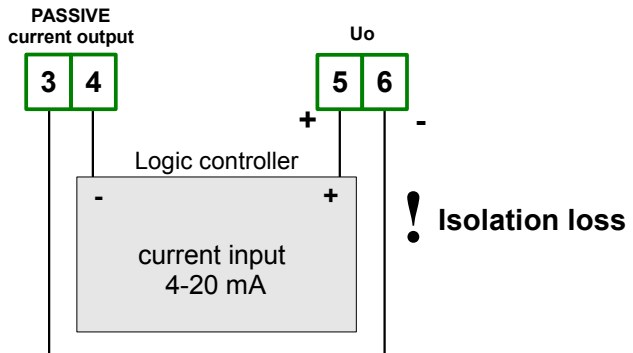 PASSIVE
current output
Uo
3 4
5 6
+ -
Logic controller
- +
! Isolation loss
current input
4-20 mA